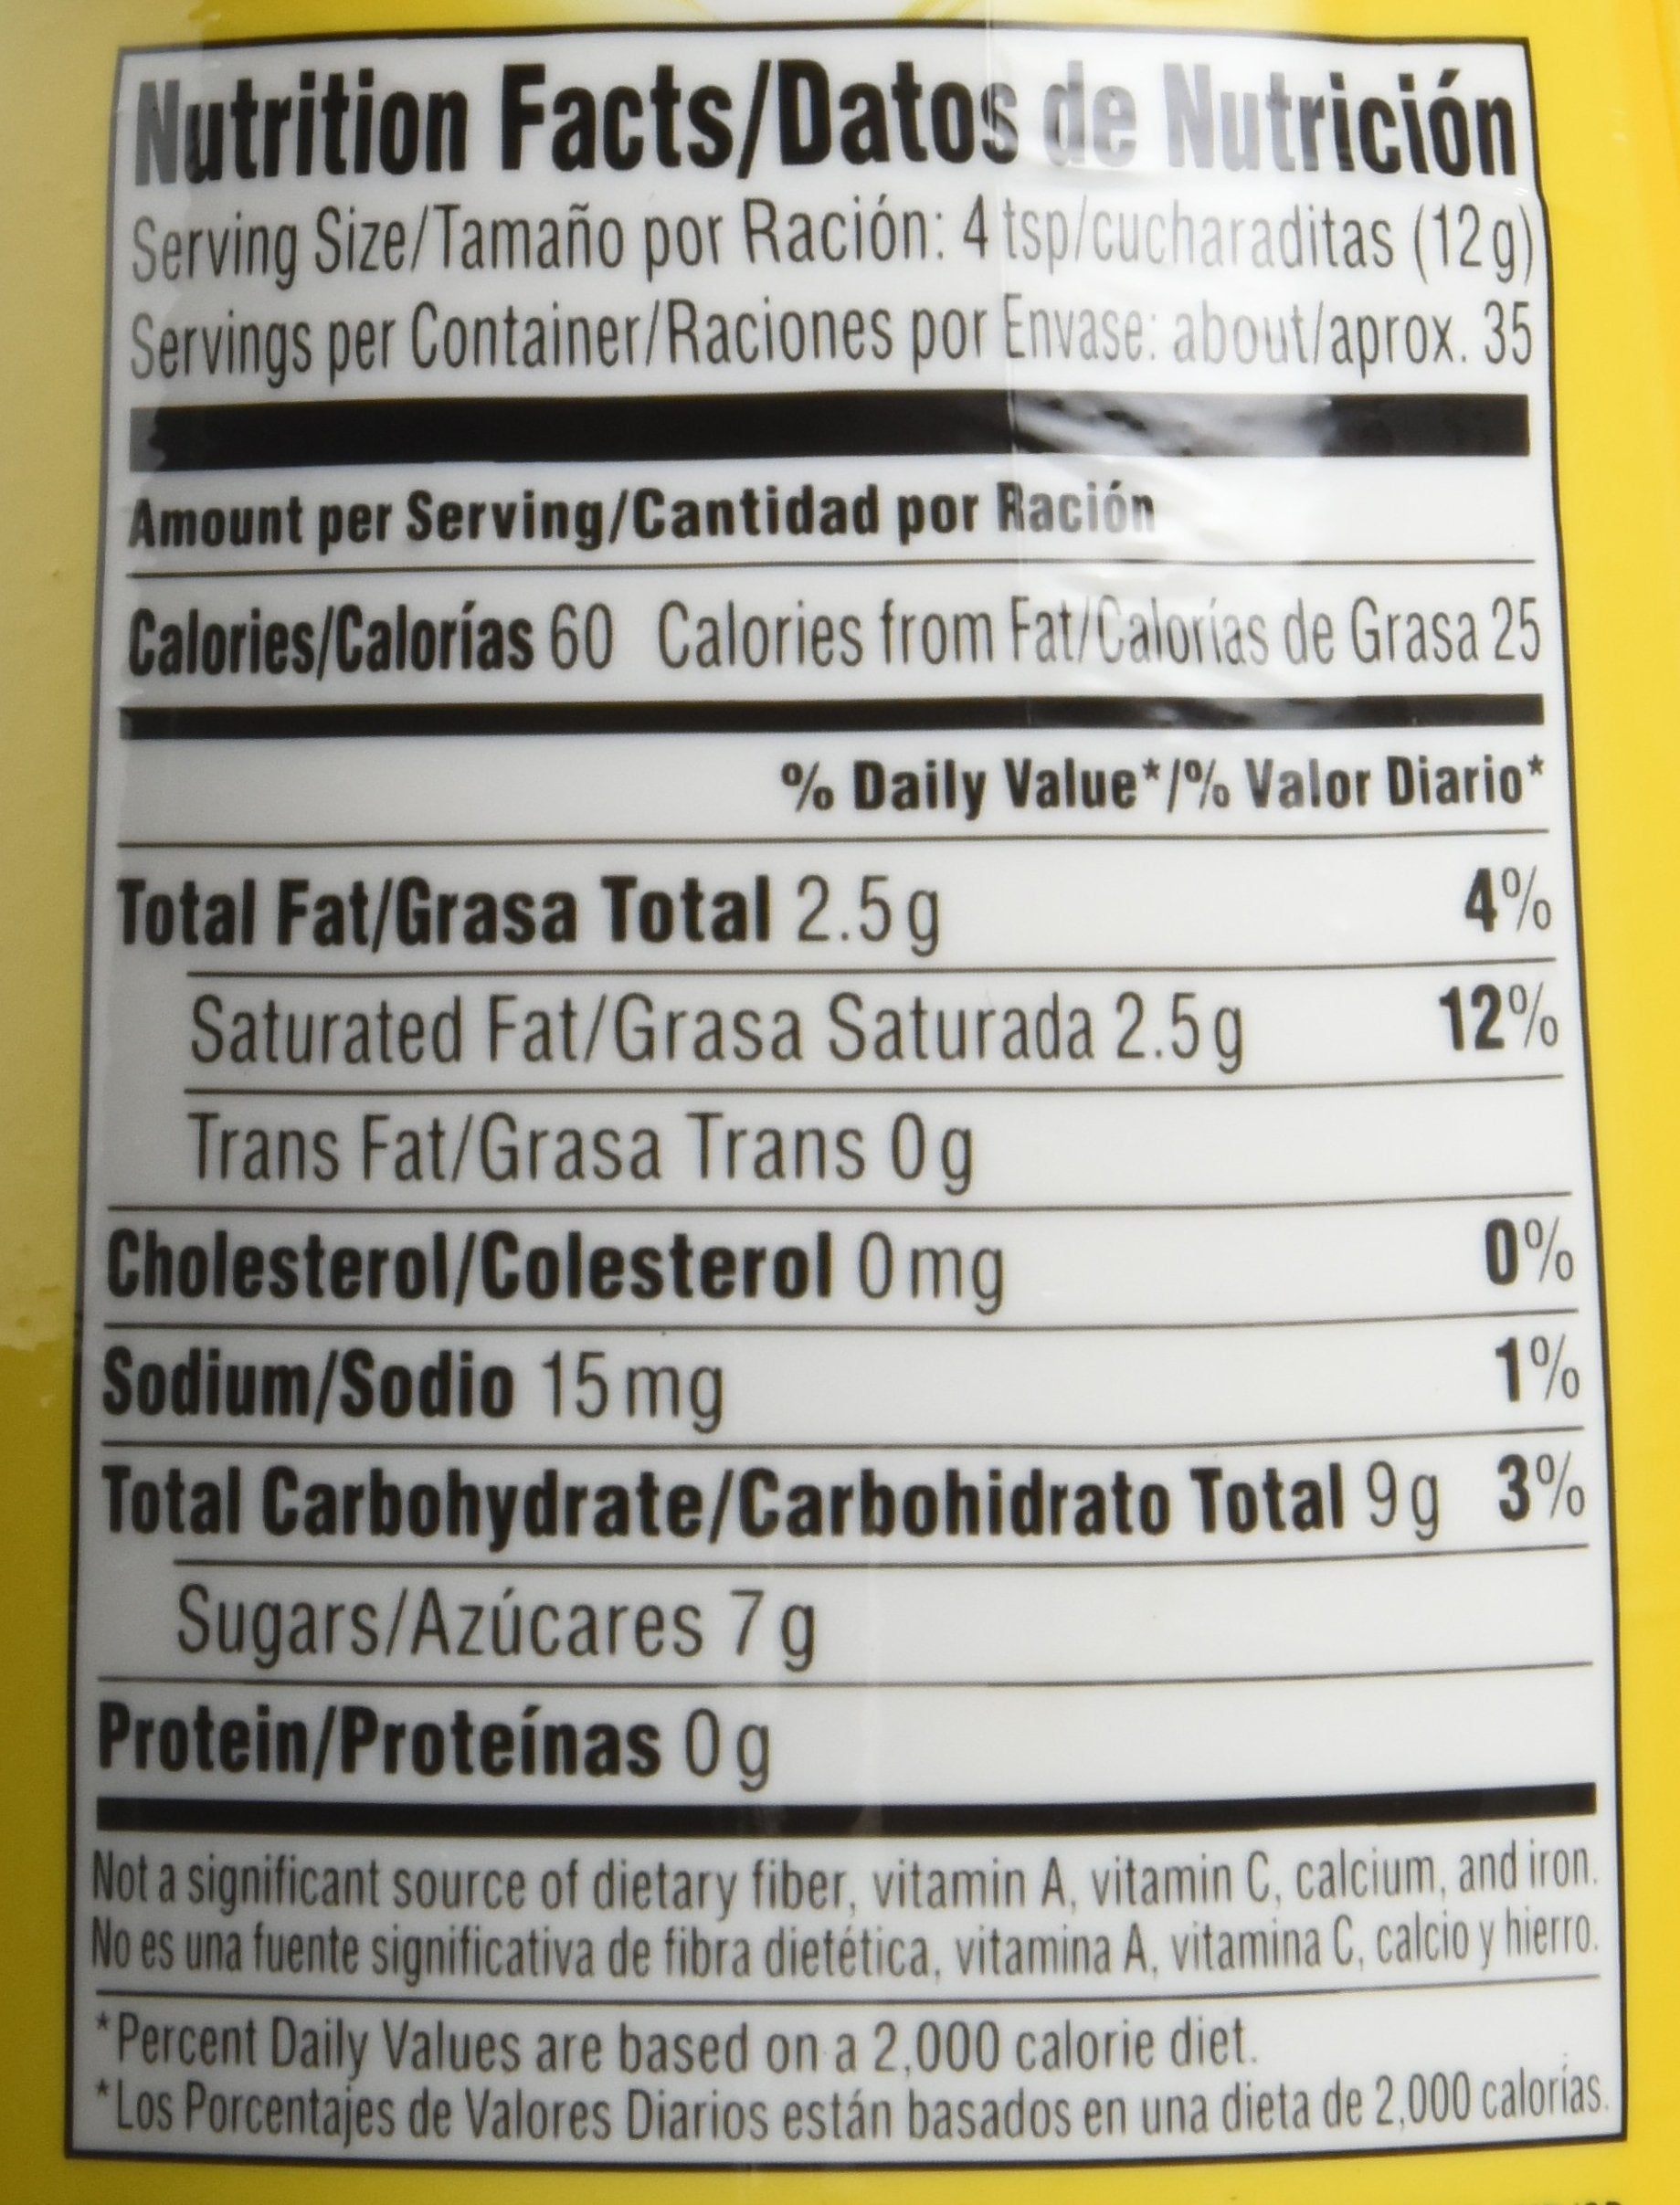 Nutrition Facts/Datos de Nutrición
Serving Size/Tamaño por Ración: 4 tsp/cucharaditas (12g)
Servings per Container/Raciones por Envase: about/aprox. 35
Amount per Serving/Cantidad por Ración
Calories/Calorías 60 Calories from Fat/Calorías de Grasa 25
% Daily Value*/% Valor Diario*
Total Fat/Grasa Total 2.5g 4%
Saturated Fat/Grasa Saturada 2.5g 12%
Trans Fat/Grasa Trans 0g
Cholesterol/Colesterol 0mg 0%
Sodium/Sodio 15mg 1%
Total Carbohydrate/Carbohidrato Total 9g 3%
Sugars/Azúcares 7g
Protein/Proteínas 0g
Not a significant source of dietary fiber, vitamin A, vitamin C, calcium, and iron.
No es una fuente significativa de fibra dietética, vitamina A, vitamina C, calcio y hierro.
*Percent Daily Values are based on a 2,000 calorie diet.
*Los Porcentajes de Valores Diarios están basados en una dieta de 2,000 calorías.